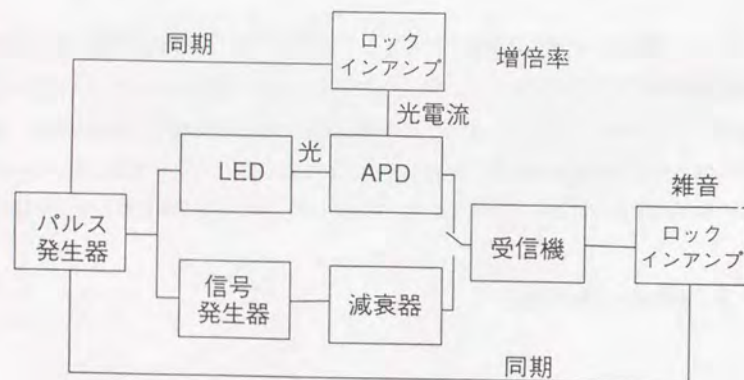 同期
ロック
インアンプ
増倍率
光電流
LED
光
APD
パルス
発生器
信号
発生器
減衰器
受信機
雑音
ロック
インアンプ
同期